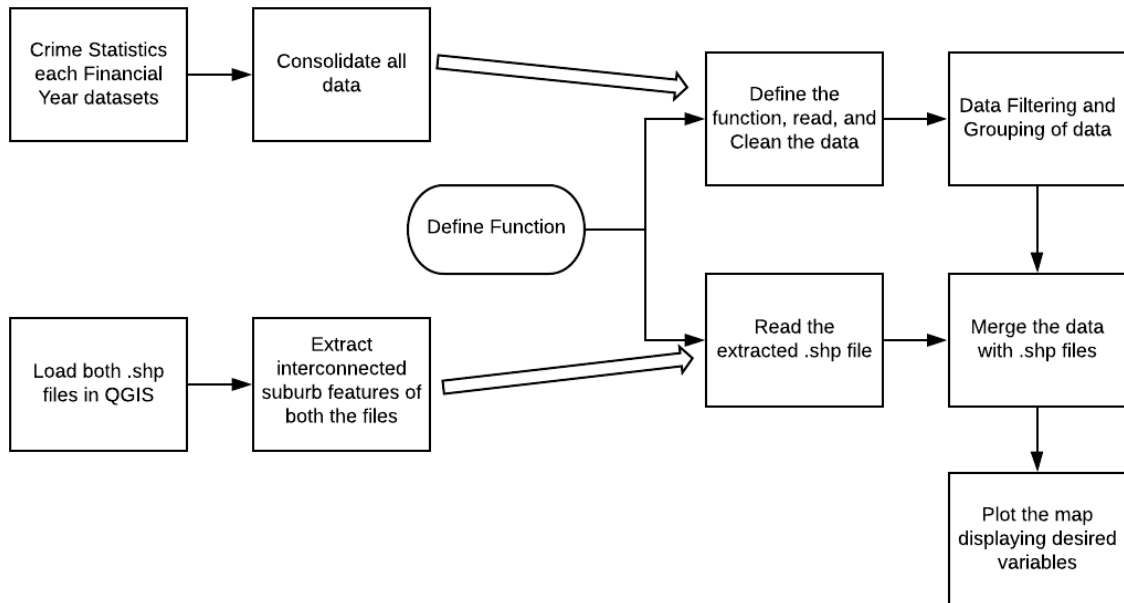 Crime Statistics
each Financial
Year datasets
Consolidate all
data
Define the
function, read, and
Clean the data
Data Filtering and
Grouping of data
Define Function
Load both .shp
files in QGIS
Extract
interconnected
suburb features of
both the files
Read the
extracted .shp file
Merge the data
with .shp files
Plot the map
displaying desired
variables